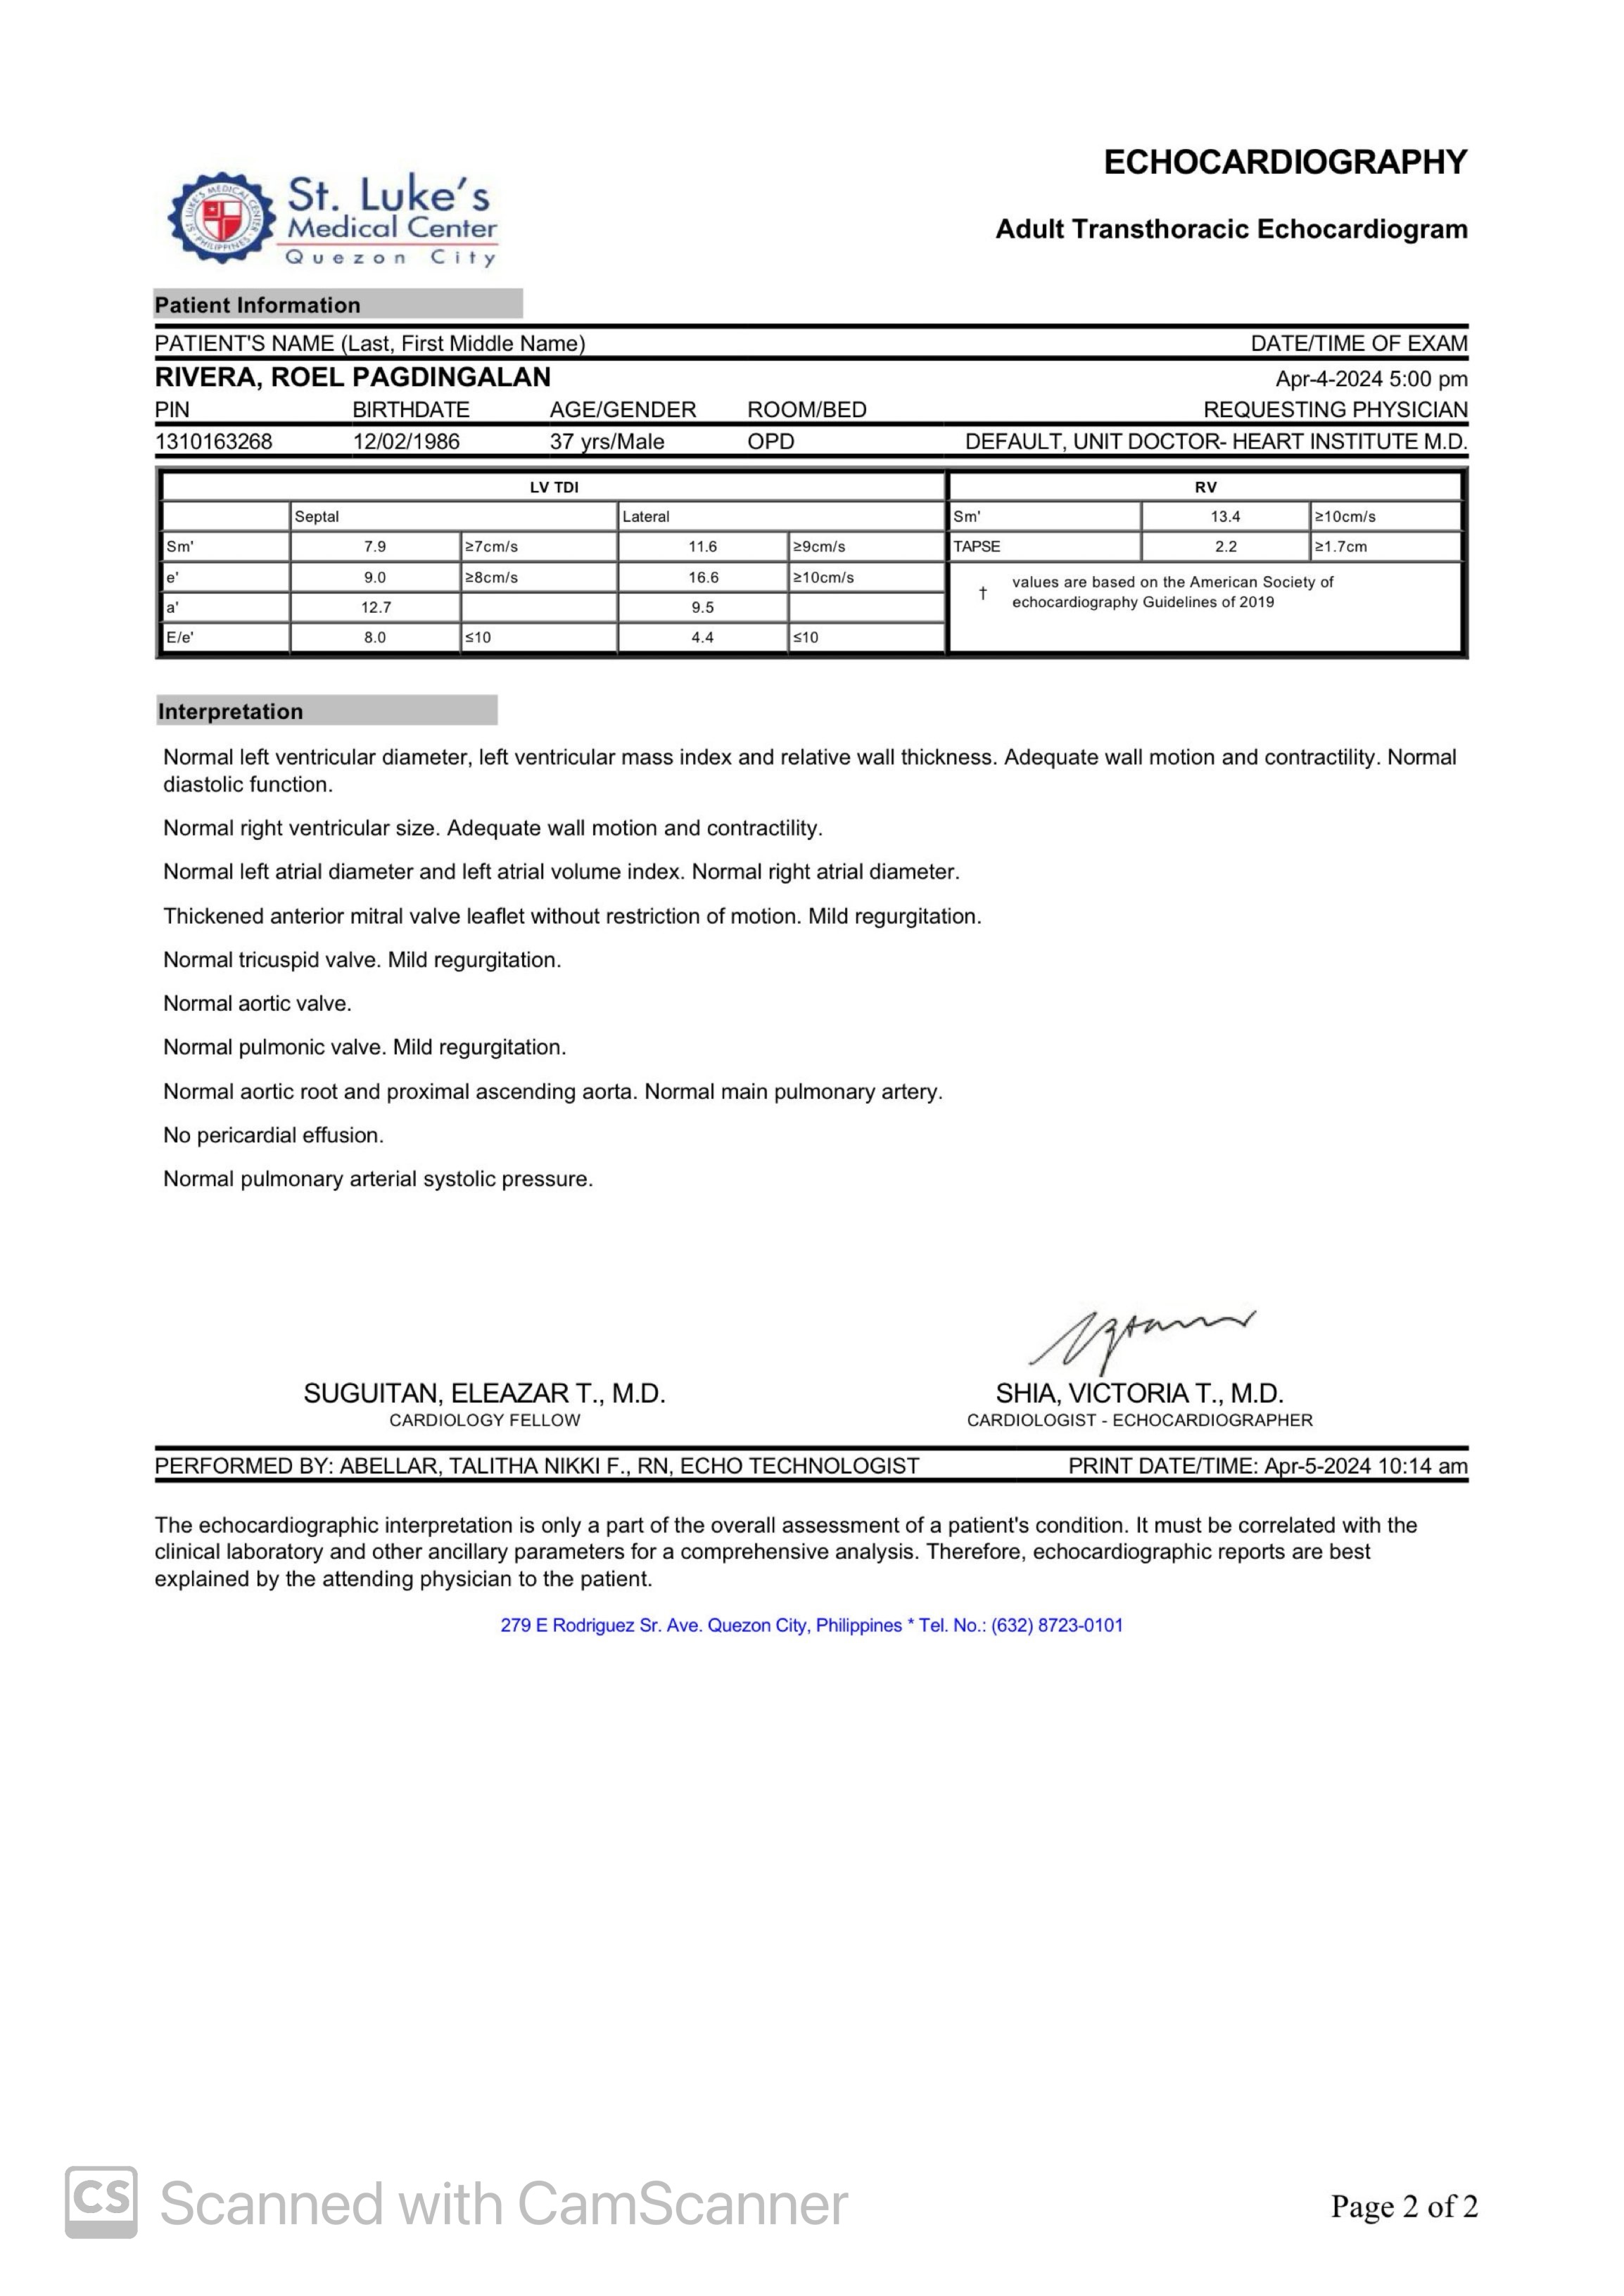 ECHOCARDIOGRAPHY
Adult Transthoracic Echocardiogram
ST. LUKE'S MEDICAL CENTER
PHILIPPINES
St. Luke's
Medical Center
Quezon City
Patient Information
PATIENT'S NAME (Last, First Middle Name) DATE/TIME OF EXAM
RIVERA, ROEL PAGDINGALAN Apr-4-2024 5:00 pm
PIN BIRTHDATE AGE/GENDER ROOM/BED REQUESTING PHYSICIAN
1310163268 12/02/1986 37 yrs/Male OPD DEFAULT, UNIT DOCTOR- HEART INSTITUTE M.D.
LV TDI RV
Septal Lateral Sm' 13.4 ≥10cm/s
Sm' 7.9 ≥7cm/s 11.6 ≥9cm/s TAPSE 2.2 ≥1.7cm
e' 9.0 ≥8cm/s 16.6 ≥10cm/s
a' 12.7 9.5
E/e' 8.0 ≤10 4.4 ≤10
† values are based on the American Society of
echocardiography Guidelines of 2019
Interpretation
Normal left ventricular diameter, left ventricular mass index and relative wall thickness. Adequate wall motion and contractility. Normal
diastolic function.
Normal right ventricular size. Adequate wall motion and contractility.
Normal left atrial diameter and left atrial volume index. Normal right atrial diameter.
Thickened anterior mitral valve leaflet without restriction of motion. Mild regurgitation.
Normal tricuspid valve. Mild regurgitation.
Normal aortic valve.
Normal pulmonic valve. Mild regurgitation.
Normal aortic root and proximal ascending aorta. Normal main pulmonary artery.
No pericardial effusion.
Normal pulmonary arterial systolic pressure.
SUGUITAN, ELEAZAR T., M.D. SHIA, VICTORIA T., M.D.
CARDIOLOGY FELLOW CARDIOLOGIST - ECHOCARDIOGRAPHER
PERFORMED BY: ABELLAR, TALITHA NIKKI F., RN, ECHO TECHNOLOGIST PRINT DATE/TIME: Apr-5-2024 10:14 am
The echocardiographic interpretation is only a part of the overall assessment of a patient's condition. It must be correlated with the
clinical laboratory and other ancillary parameters for a comprehensive analysis. Therefore, echocardiographic reports are best
explained by the attending physician to the patient.
279 E Rodriguez Sr. Ave. Quezon City, Philippines * Tel. No.: (632) 8723-0101
CS Scanned with CamScanner
Page 2 of 2